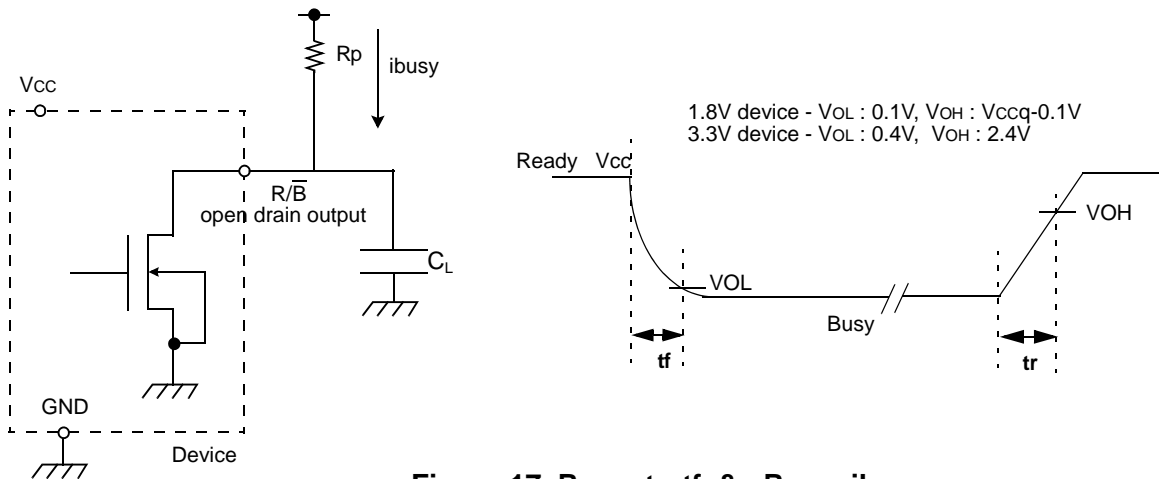 Rp
ibusy
VCC
R/B̅
open drain output
CL
GND
Device
1.8V device - VOL : 0.1V, VOH : VCCq-0.1V
3.3V device - VOL : 0.4V, VOH : 2.4V
Ready Vcc
VOH
VOL
Busy
tf
tr